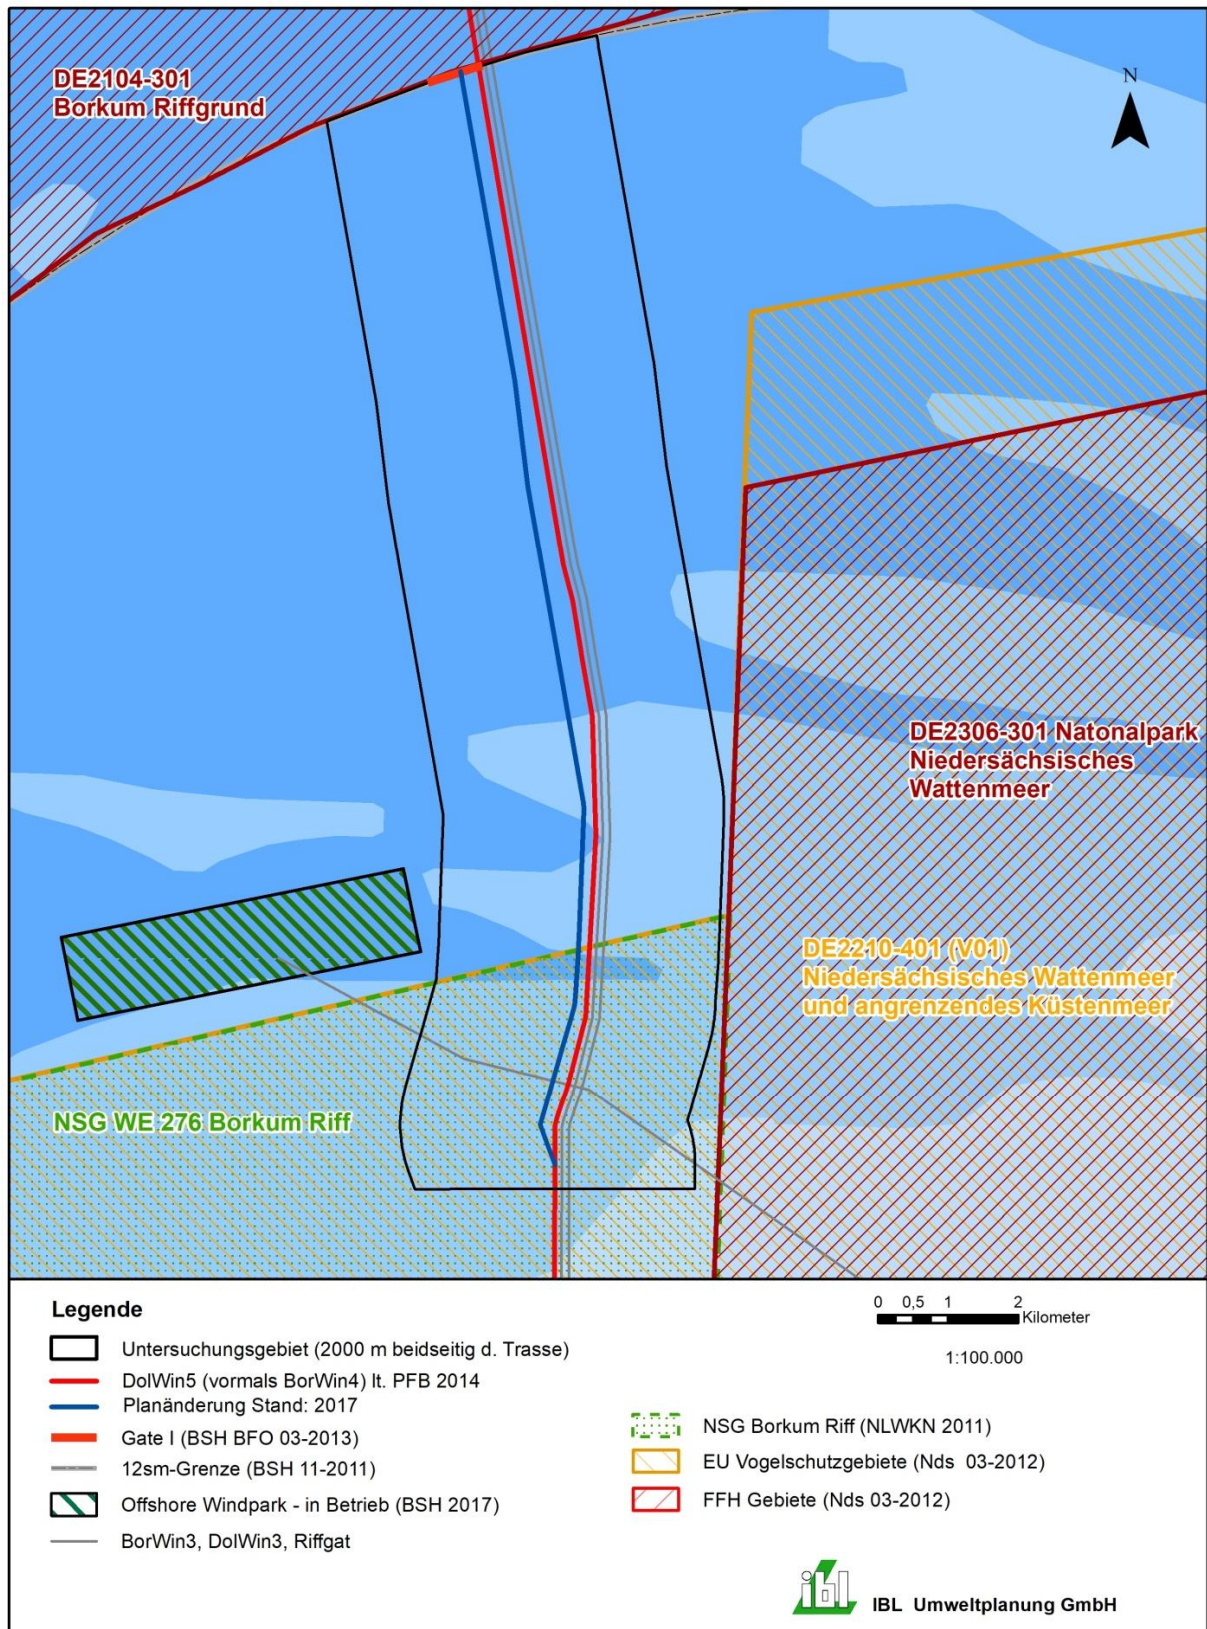 DE2104-301
Borkum Riffgrund
N
DE2306-301 Natonalpark
Niedersächsisches
Wattenmeer
DE2210-401 (V01)
Niedersächsisches Wattenmeer
und angrenzendes Küstenmeer
NSG WE 276 Borkum Riff
Legende
Untersuchungsgebiet (2000 m beidseitig d. Trasse)
DolWin5 (vormals BorWin4) lt. PFB 2014
Planänderung Stand: 2017
Gate I (BSH BFO 03-2013)
12sm-Grenze (BSH 11-2011)
Offshore Windpark - in Betrieb (BSH 2017)
BorWin3, DolWin3, Riffgat
0 0,5 1 2
Kilometer
1:100.000
NSG Borkum Riff (NLWKN 2011)
EU Vogelschutzgebiete (Nds 03-2012)
FFH Gebiete (Nds 03-2012)
ibl IBL Umweltplanung GmbH